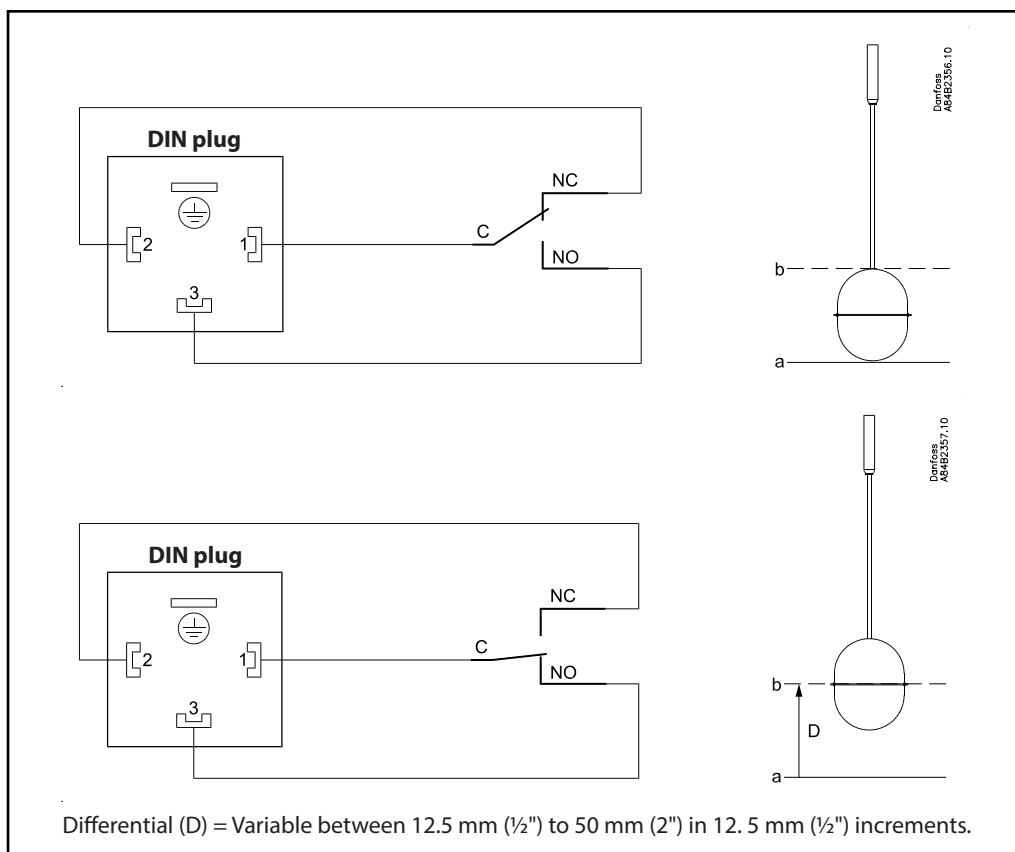 Danfoss
A84B2356.10
DIN plug
NC
C
2
1
NO
3
b
a
Danfoss
A84B2357.10
DIN plug
NC
C
2
1
NO
3
b
D
a
Differential (D) = Variable between 12.5 mm (½") to 50 mm (2") in 12. 5 mm (½") increments.